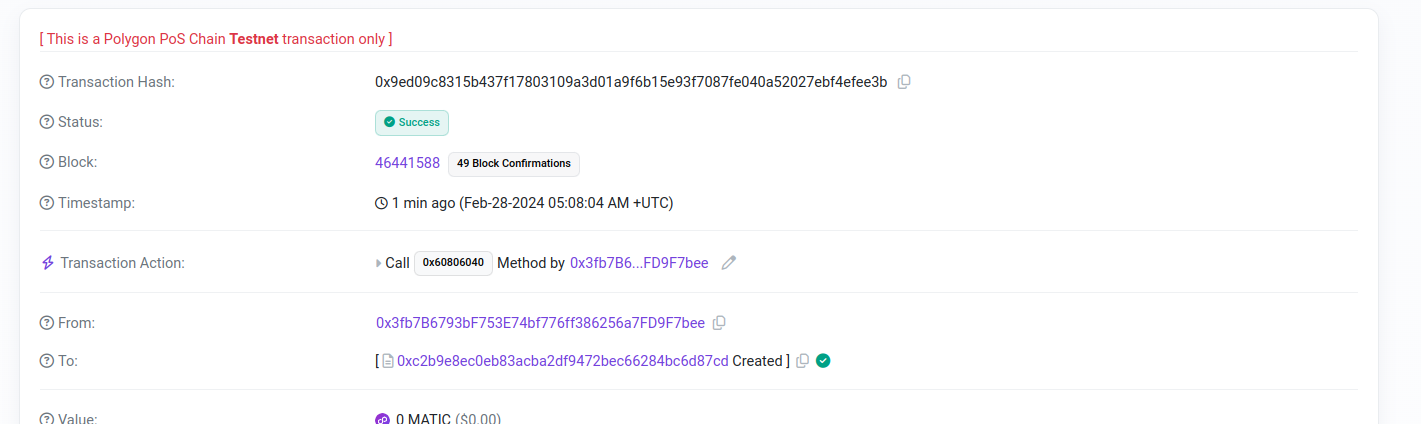 [ This is a Polygon PoS Chain Testnet transaction only ]
Transaction Hash: 0x9ed09c8315b437f17803109a3d01a9f6b15e93f7087fe040a52027ebf4efee3b
Status: Success
Block: 46441588 49 Block Confirmations
Timestamp: 1 min ago (Feb-28-2024 05:08:04 AM +UTC)
Transaction Action: Call 0x60806040 Method by 0x3fb7B6...FD9F7bee
From: 0x3fb7B6793bF753E74bf776ff386256a7FD9F7bee
To: [ 0xc2b9e8ec0eb83acba2df9472bec66284bc6d87cd Created ]
Value: 0 MATIC ($0.00)